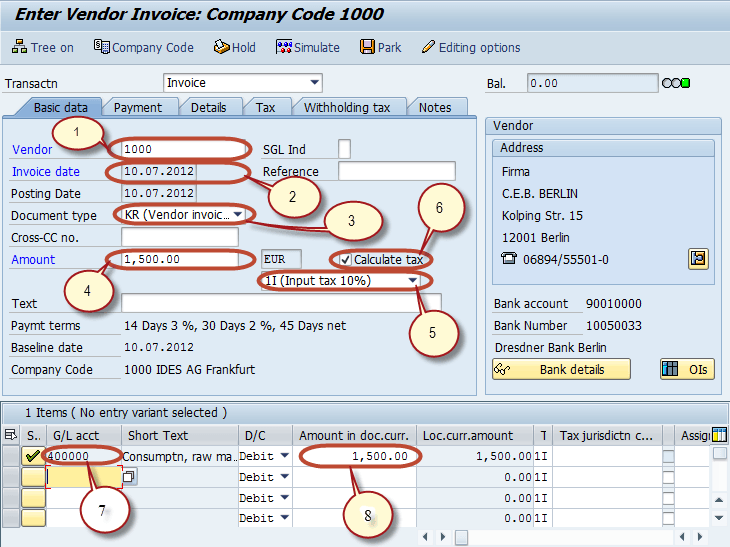 Enter Vendor Invoice: Company Code 1000
Tree on Company Code Hold Simulate Park Editing options
Transactn Invoice Bal. 0.00
Basic data Payment Details Tax Withholding tax Notes
1
Vendor 1000 SGL Ind
Invoice date 10.07.2012 Reference
Posting Date 10.07.2012
2
Document type KR (Vendor invoic...
3
6
Cross-CC no.
Amount 1,500.00 EUR Calculate tax
4
1I (Input tax 10%)
5
Text
Paymt terms 14 Days 3 %, 30 Days 2 %, 45 Days net
Baseline date 10.07.2012
Company Code 1000 IDES AG Frankfurt
Vendor
Address
Firma
C.E.B. BERLIN
Kolping Str. 15
12001 Berlin
06894/55501-0
Bank account 90010000
Bank Number 10050033
Dresdner Bank Berlin
Bank details OIs
1 Items ( No entry variant selected )
S.. G/L acct Short Text D/C Amount in doc.curr. Loc.curr.amount T Tax jurisdictn c... Assig
400000 Consumptn, raw ma... Debit 1,500.00 1,500.00 1I
Debit 0.00 1I
Debit 0.00 1I
Debit 0.00 1I
7
8